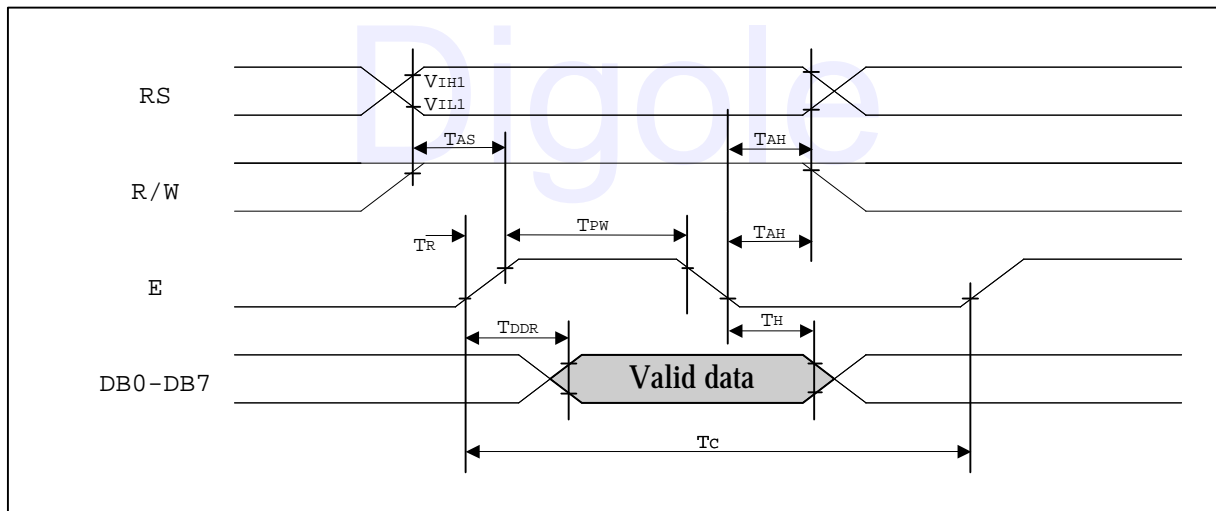 Digole
RS
VIH1
VIL1
TAS
TAH
R/W
TPW
TAH
TR
E
TDDR
TH
DB0-DB7
Valid data
TC